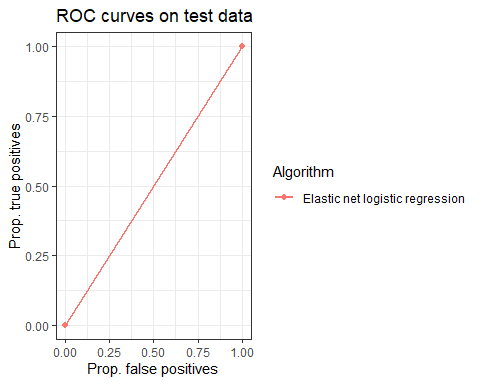 ROC curves on test data
1.00
0.75
0.50
0.25
0.00
Prop. true positives
0.00 0.25 0.50 0.75 1.00
Prop. false positives
Algorithm
Elastic net logistic regression